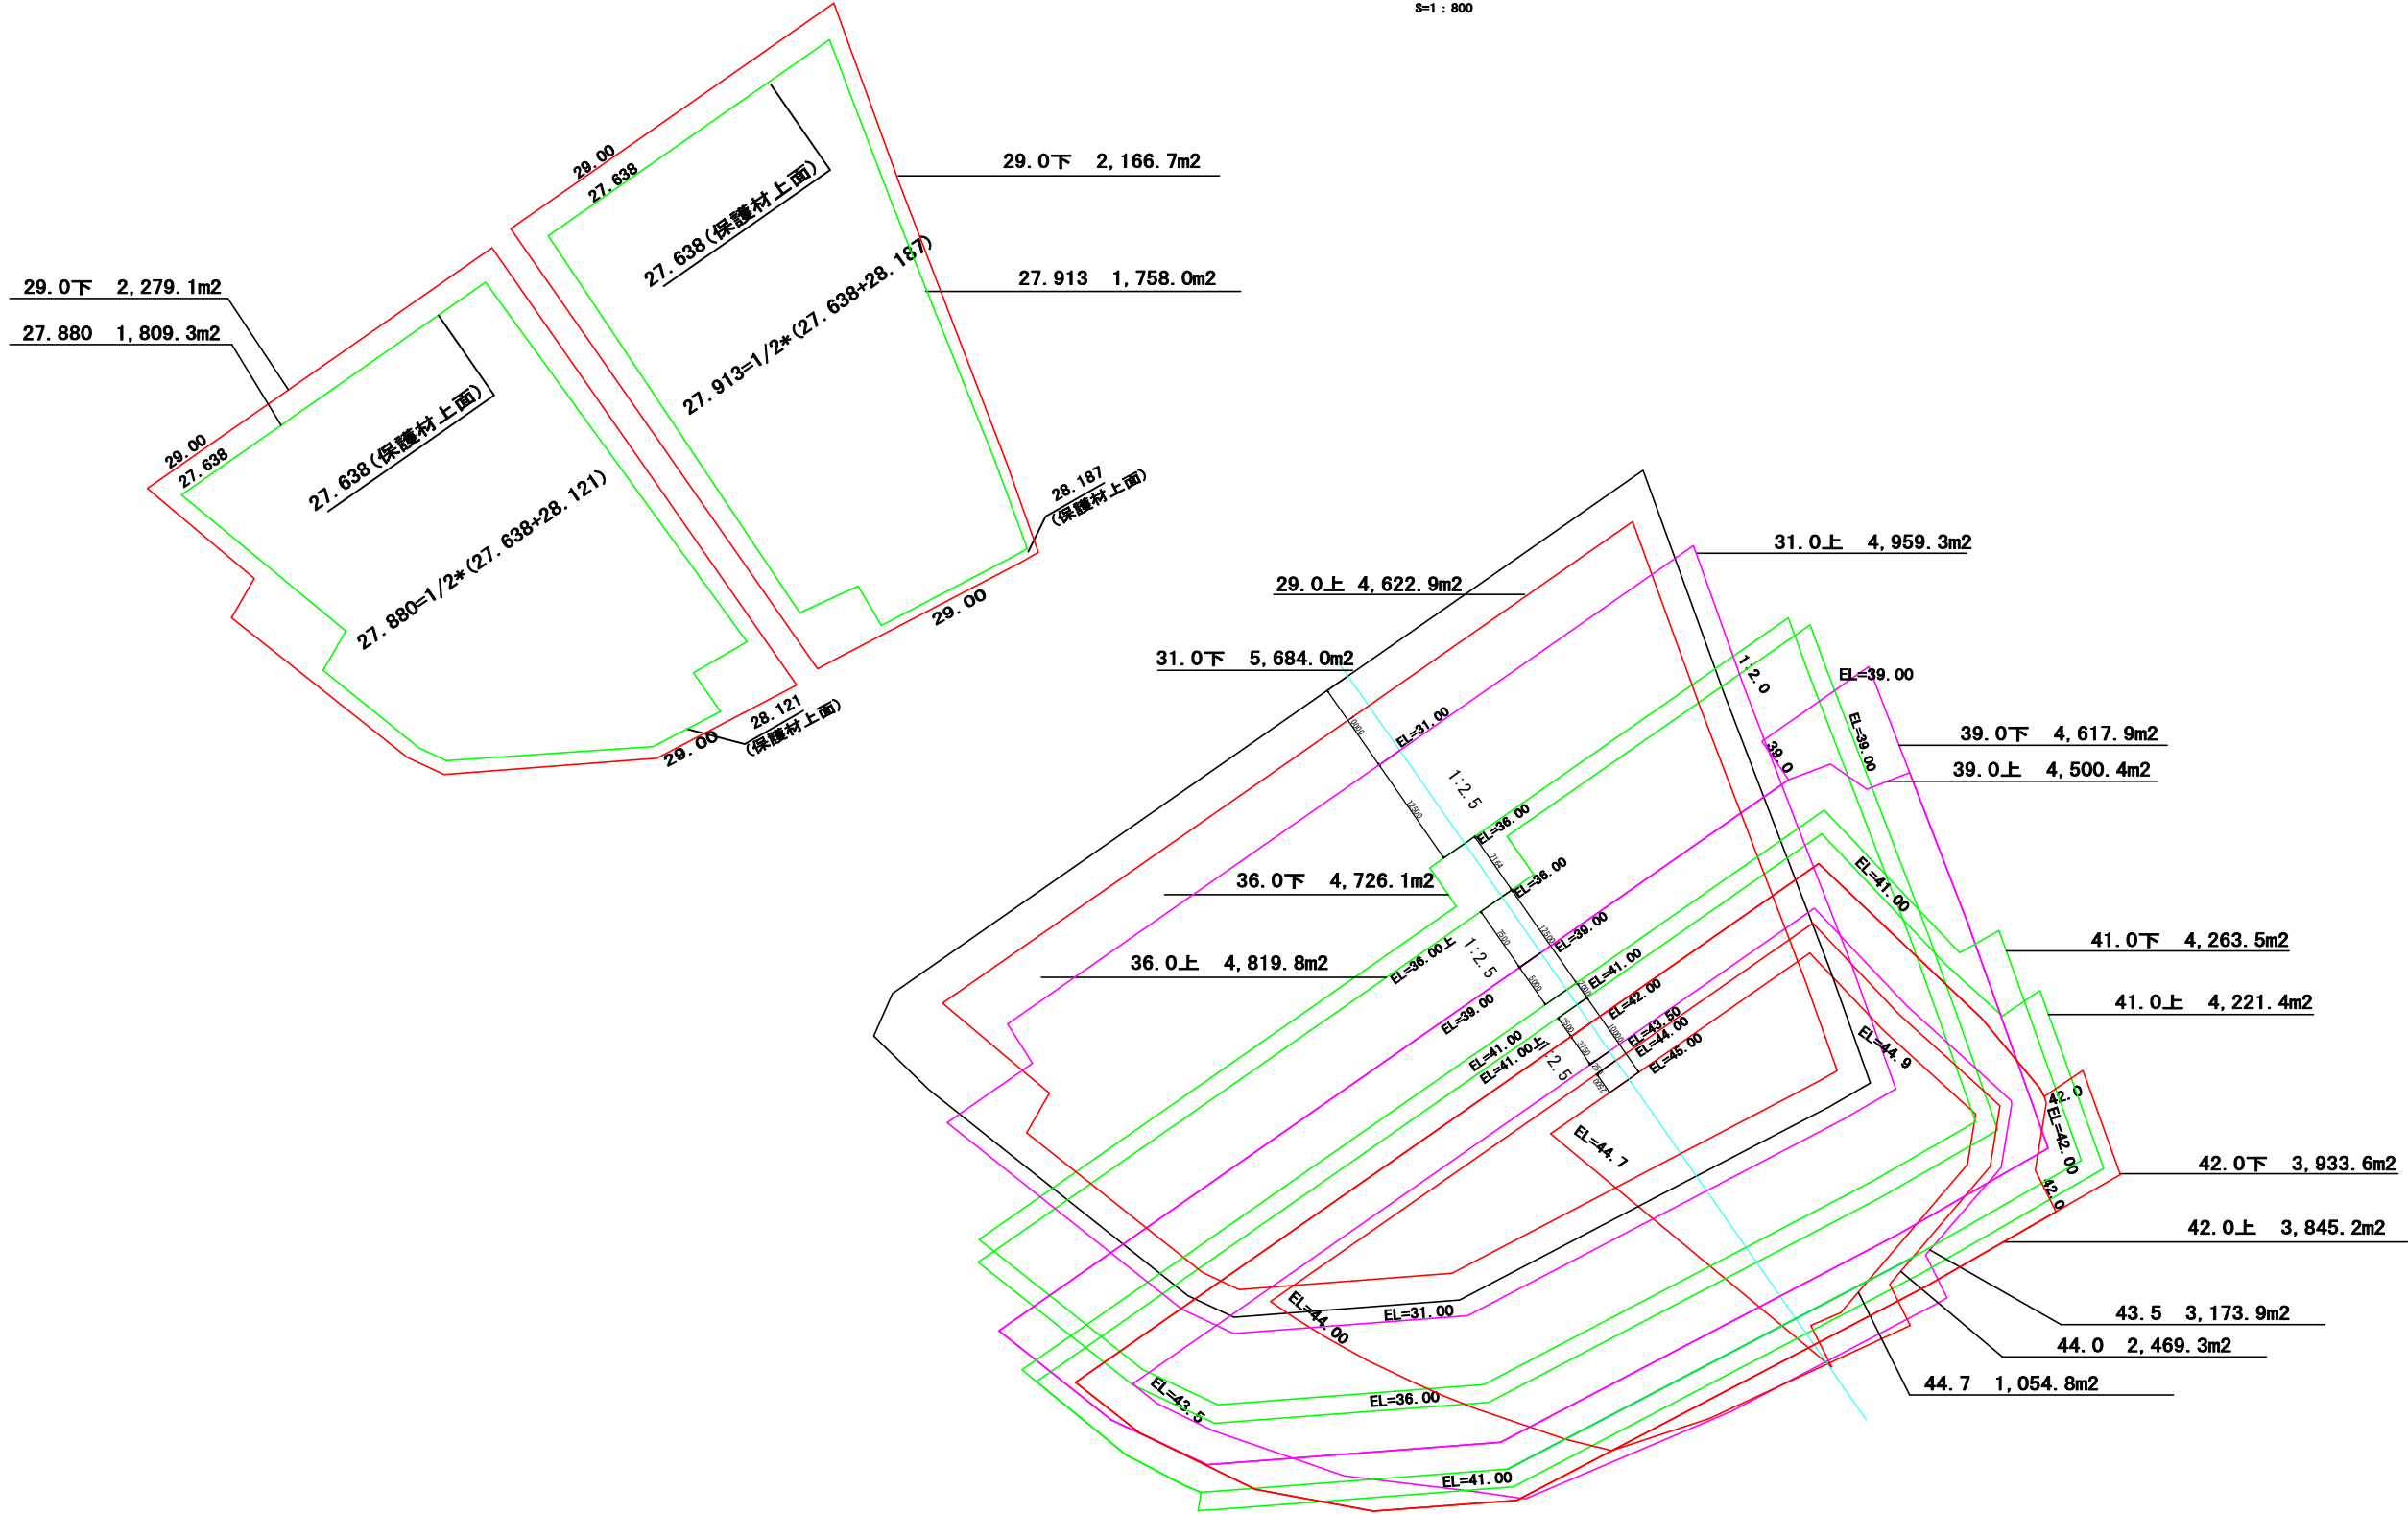 S=1 : 800
29.00
27.638
27.638(保護材上面)
27.913=1/2*(27.638+28.187)
29.0下 2,166.7m2
27.913 1,758.0m2
29.0下 2,279.1m2
27.880 1,809.3m2
29.00
27.638
27.638(保護材上面)
27.880=1/2*(27.638+28.121)
28.187
(保護材上面)
29.00
28.121
(保護材上面)
29.00
31.0上 4,959.3m2
29.0上 4,622.9m2
31.0下 5,684.0m2
1:2.0
EL=39.00
EL=39.00
39.0
39.0下 4,617.9m2
39.0上 4,500.4m2
EL=31.00
1:2.5
12500
EL=36.00
7164
EL=36.00
36.0下 4,726.1m2
EL=41.00
12500
EL=39.00
7500
1:2.5
EL=36.00上
36.0上 4,819.8m2
41.0下 4,263.5m2
5000
EL=41.00
EL=39.00
EL=42.00
41.0上 4,221.4m2
2500
10000
EL=43.50
EL=44.00
EL=45.00
EL=41.00
EL=41.00上
3750
1:2.5
2500
EL=44.9
42.0
EL=42.00
42.0
EL=44.7
42.0下 3,933.6m2
42.0上 3,845.2m2
EL=31.00
EL=44.00
43.5 3,173.9m2
44.0 2,469.3m2
44.7 1,054.8m2
EL=43.5
EL=36.00
EL=41.00